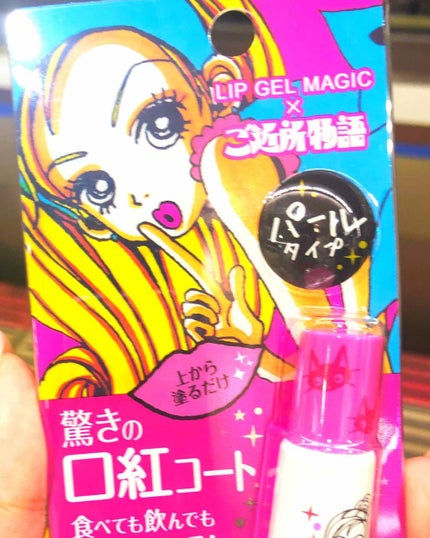 LIP GEL MAGIC
×
ご近所物語
パール
タイプ
上から
塗るだけ
驚きの
口紅コート
食べても飲んでも